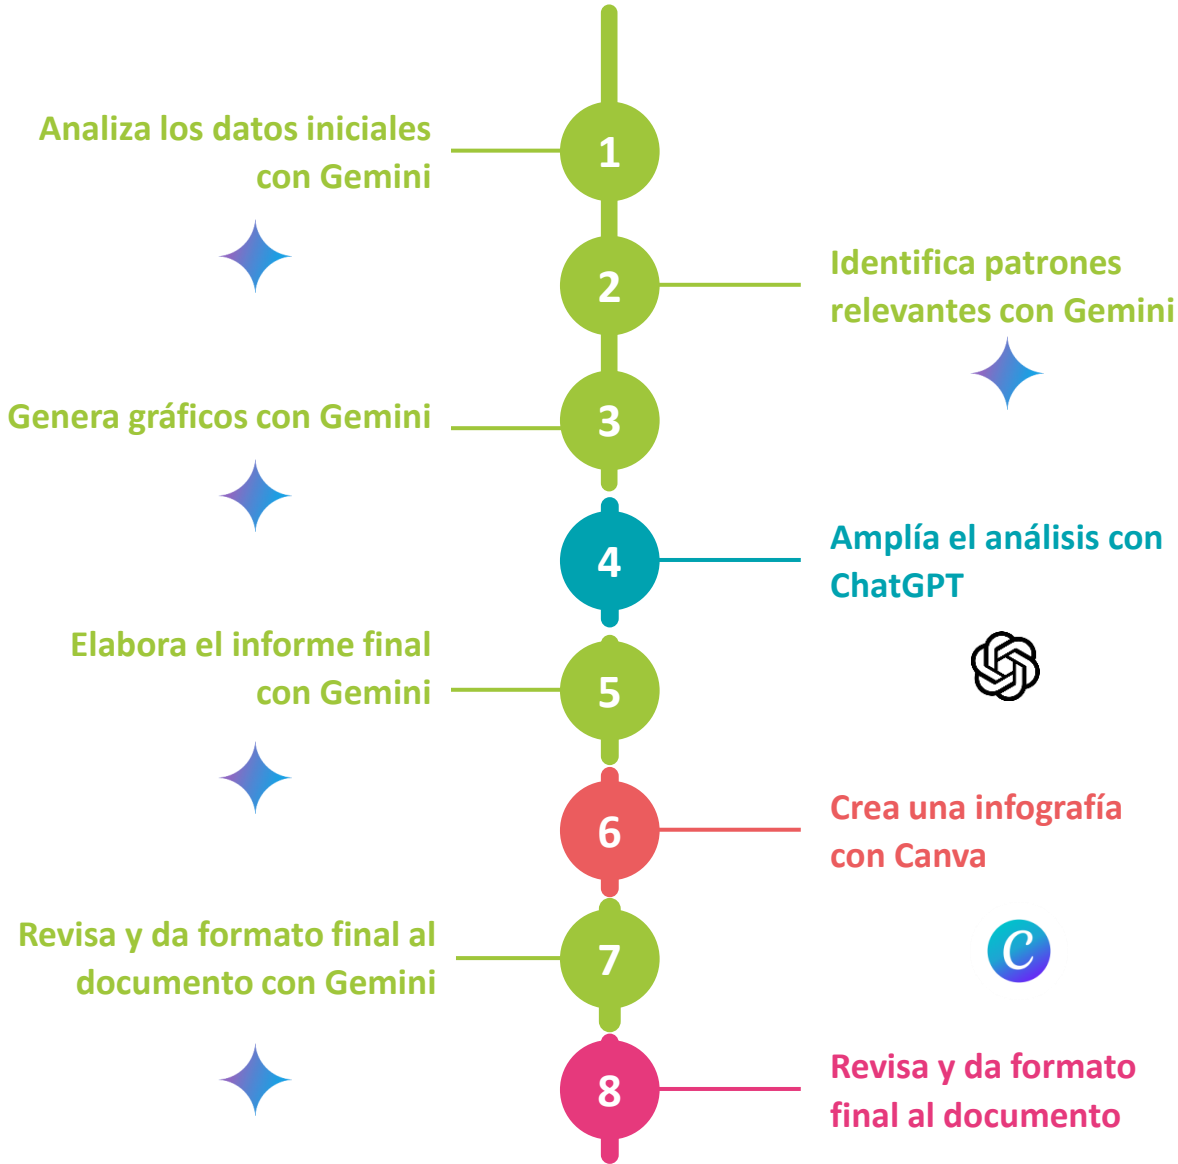 Analiza los datos iniciales
con Gemini
1
2
Identifica patrones
relevantes con Gemini
Genera gráficos con Gemini
3
4
Amplía el análisis con
ChatGPT
Elabora el informe final
con Gemini
5
6
Crea una infografía
con Canva
C
Revisa y da formato final al
documento con Gemini
7
8
Revisa y da formato
final al documento